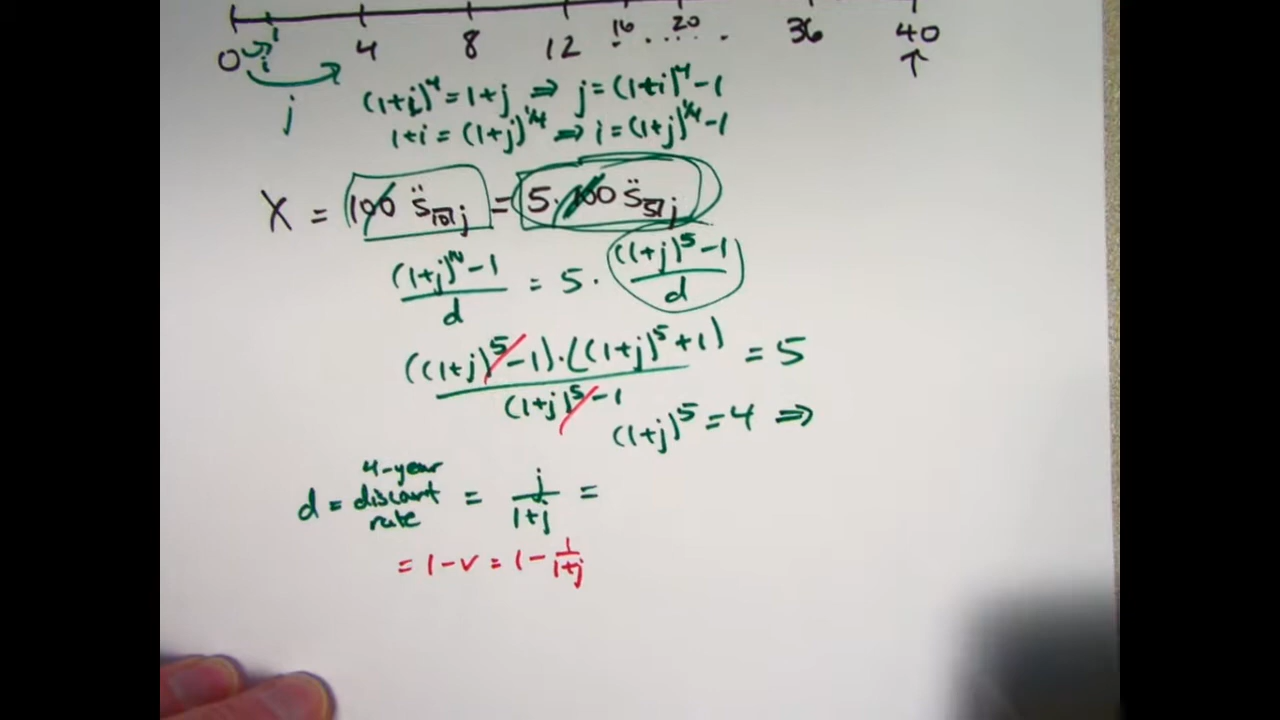 0 i 4 8 12 16 . . 20 . . . 36 40
i
j (1+i)^4 = 1+j ⇒ j = (1+i)^4 - 1
1+i = (1+j)^1/4 ⇒ i = (1+j)^1/4 - 1
X = 100 s̈_10|j = 5·100 s̈_5|j
((1+j)^10 - 1)/d = 5 · ((1+j)^5 - 1)/d
((1+j)^5 - 1)·((1+j)^5 + 1) / ((1+j)^5 - 1) = 5
(1+j)^5 = 4 ⇒
d = 4-year discount rate = j/(1+j) =
= 1 - v = 1 - 1/(1+j)